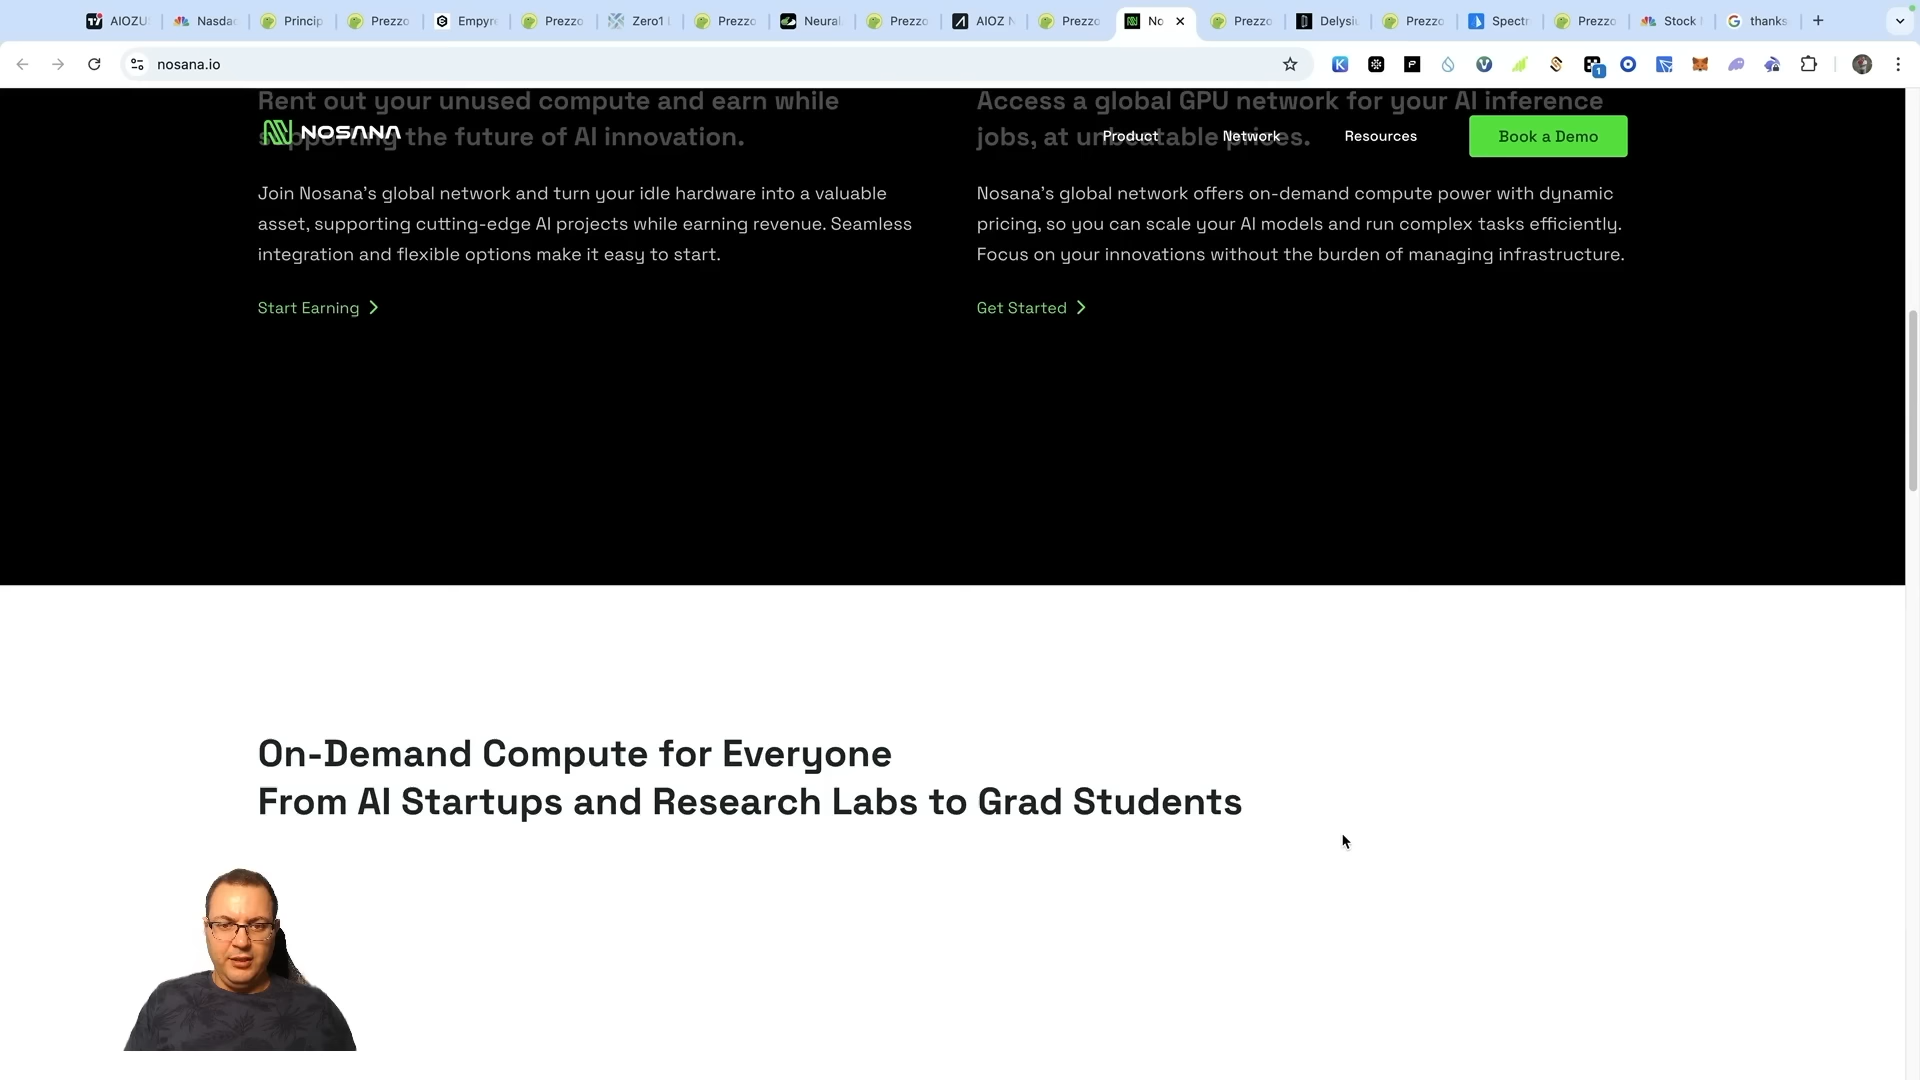 AIOZU
Nasdac
Princip
Prezzo
Empyre
Prezzo
Zero1 L
Prezzo
Neural
Prezzo
AIOZ N
Prezzo
No
Prezzo
Delysiu
Prezzo
Spectr
Prezzo
Stock
thanks
nosana.io
1
Rent out your unused compute and earn while
supporting the future of AI innovation.
Access a global GPU network for your AI inference
jobs, at unbeatable prices.
NOSANA
Product
Network
Resources
Book a Demo
Join Nosana's global network and turn your idle hardware into a valuable
asset, supporting cutting-edge AI projects while earning revenue. Seamless
integration and flexible options make it easy to start.
Start Earning
Nosana's global network offers on-demand compute power with dynamic
pricing, so you can scale your AI models and run complex tasks efficiently.
Focus on your innovations without the burden of managing infrastructure.
Get Started
On-Demand Compute for Everyone
From AI Startups and Research Labs to Grad Students